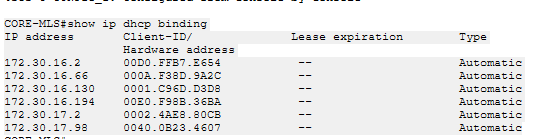 CORE-MLS#show ip dhcp binding
IP address Client-ID/ Lease expiration Type
Hardware address
172.30.16.2 00D0.FFB7.E654 -- Automatic
172.30.16.66 000A.F38D.9A2C -- Automatic
172.30.16.130 0001.C96D.D3D8 -- Automatic
172.30.16.194 00E0.F98B.36BA -- Automatic
172.30.17.2 0002.4AE8.80CB -- Automatic
172.30.17.98 0040.0B23.4607 -- Automatic